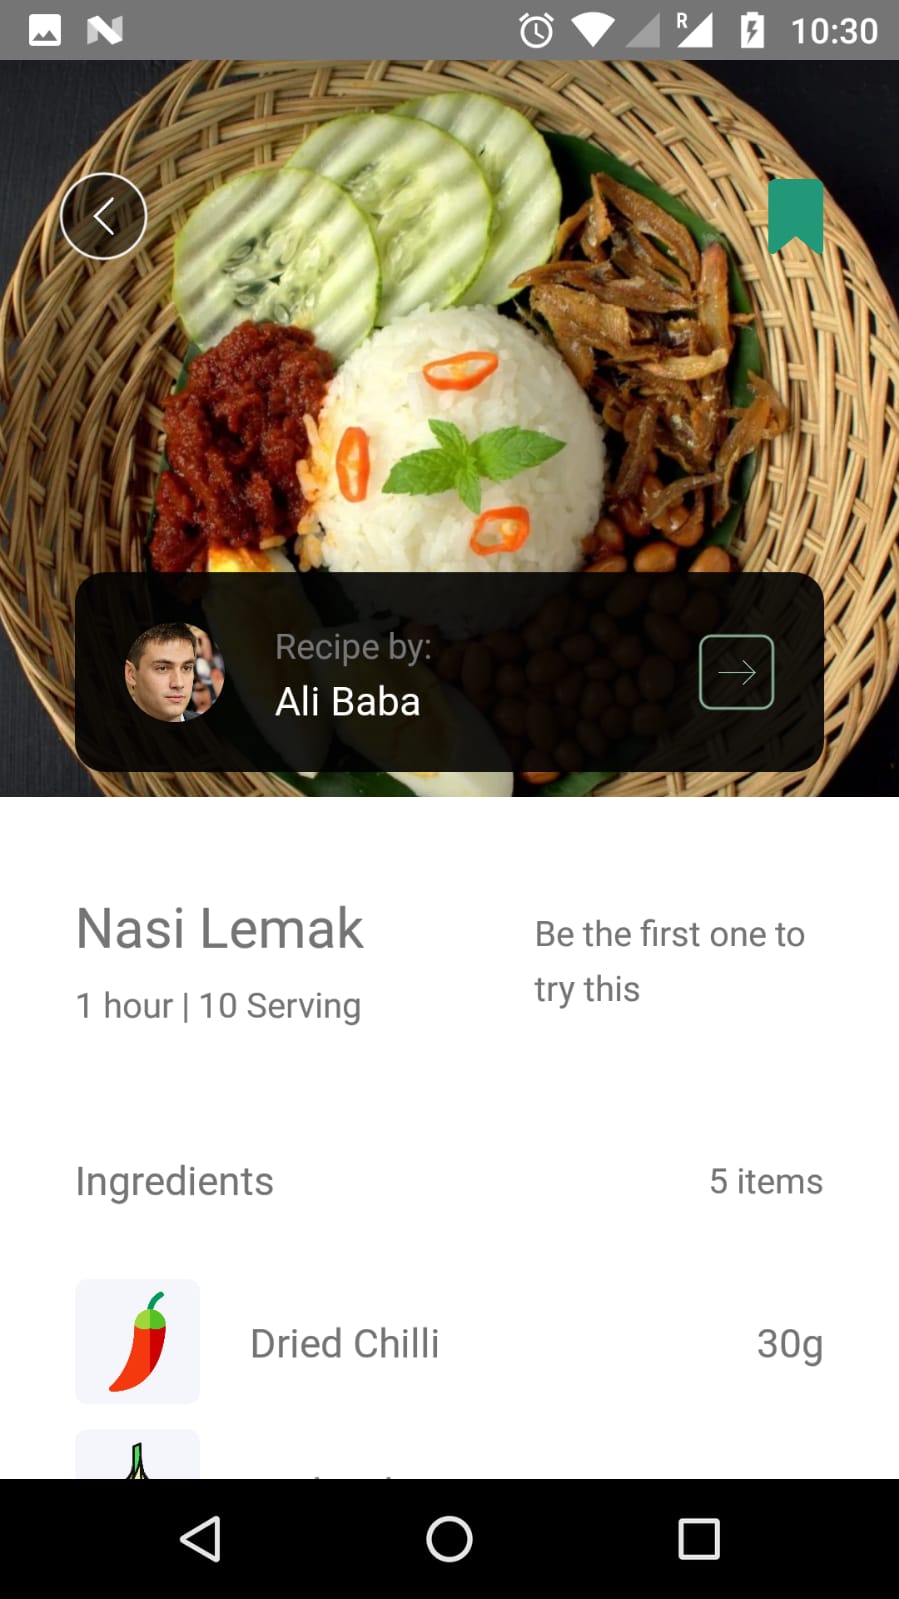 R
10:30
Recipe by:
Ali Baba
Nasi Lemak
Be the first one to
try this
1 hour | 10 Serving
Ingredients
5 items
Dried Chilli
30g